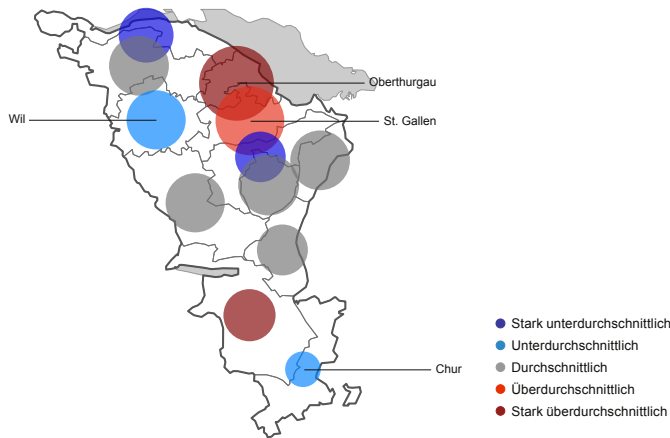 Oberthurgau
Wil
St. Gallen
Stark unterdurchschnittlich
Unterdurchschnittlich
Durchschnittlich
Chur
Überdurchschnittlich
Stark überdurchschnittlich